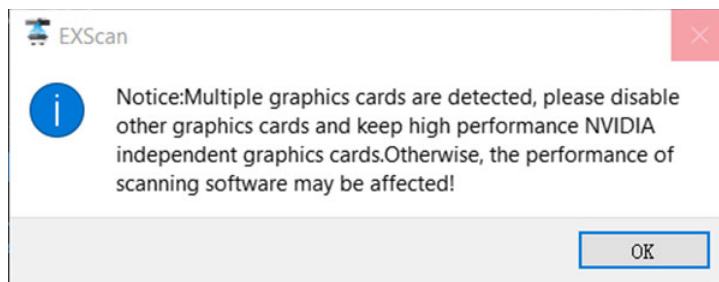 EXScan
Notice:Multiple graphics cards are detected, please disable
other graphics cards and keep high performance NVIDIA
independent graphics cards.Otherwise, the performance of
scanning software may be affected!
OK